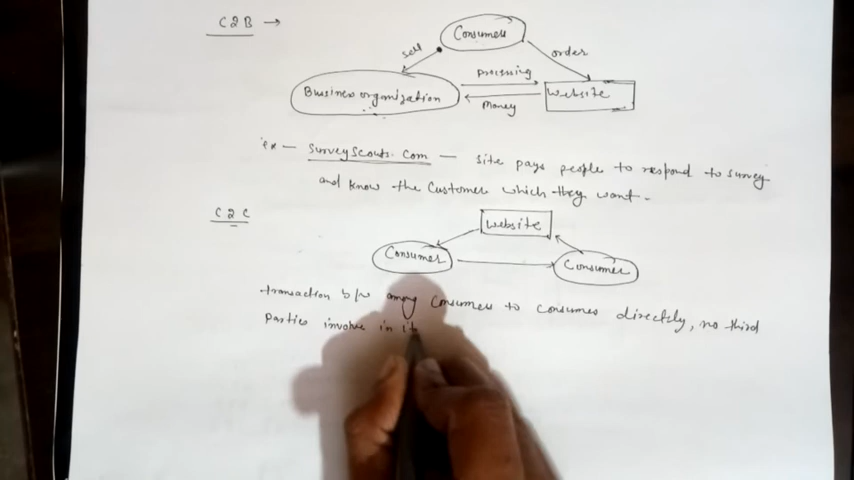 C2B →
Consumer
sell
order
Processing
Business organization
Website
Money
ex - SurveyScouts.com - site pays people to respond to survey
and know the customer which they want.
C2C
Website
Consumer
Consumer
transaction b/w among Consumer to consumer directly, no third
parties involve in it